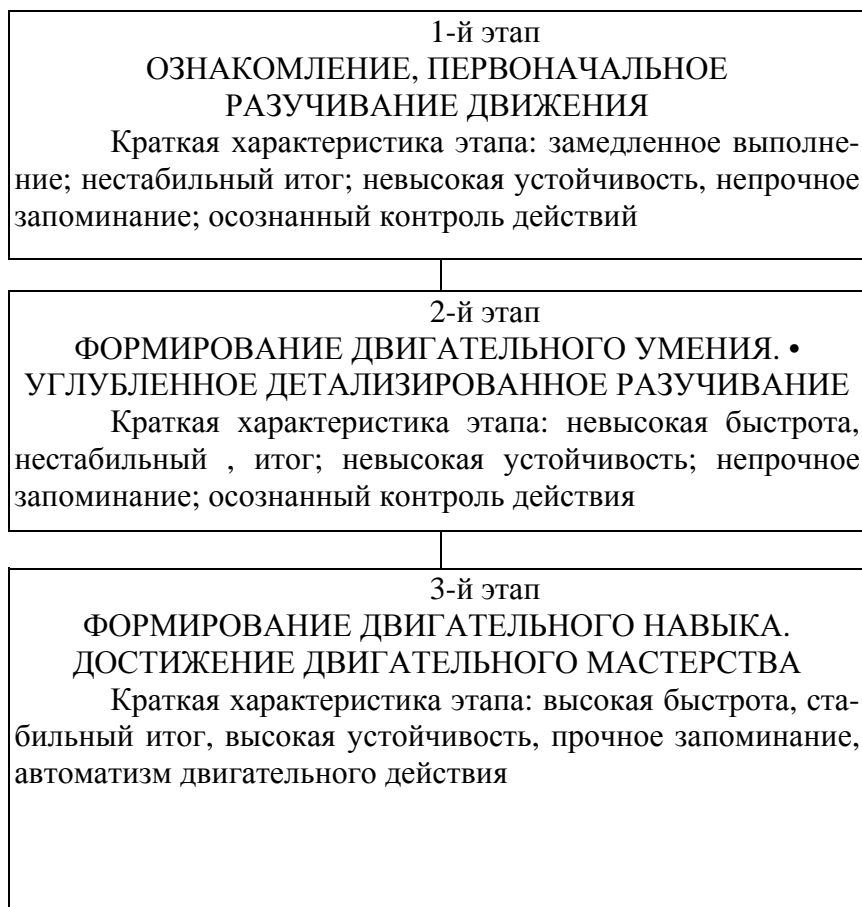 1-й этап
ОЗНАКОМЛЕНИЕ, ПЕРВОНАЧАЛЬНОЕ
РАЗУЧИВАНИЕ ДВИЖЕНИЯ
Краткая характеристика этапа: замедленное выполне-
ние; нестабильный итог; невысокая устойчивость, непрочное
запоминание; осознанный контроль действий
2-й этап
ФОРМИРОВАНИЕ ДВИГАТЕЛЬНОГО УМЕНИЯ. •
УГЛУБЛЕННОЕ ДЕТАЛИЗИРОВАННОЕ РАЗУЧИВАНИЕ
Краткая характеристика этапа: невысокая быстрота,
нестабильный , итог; невысокая устойчивость; непрочное
запоминание; осознанный контроль действия
3-й этап
ФОРМИРОВАНИЕ ДВИГАТЕЛЬНОГО НАВЫКА.
ДОСТИЖЕНИЕ ДВИГАТЕЛЬНОГО МАСТЕРСТВА
Краткая характеристика этапа: высокая быстрота, ста-
бильный итог, высокая устойчивость, прочное запоминание,
автоматизм двигательного действия